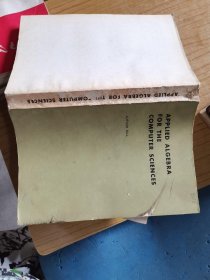 APPLIED ALGEBRA
FOR THE
COMPUTER SCIENCES
APPLIED ALGEBRA FOR THE COMPUTER SCIENCES